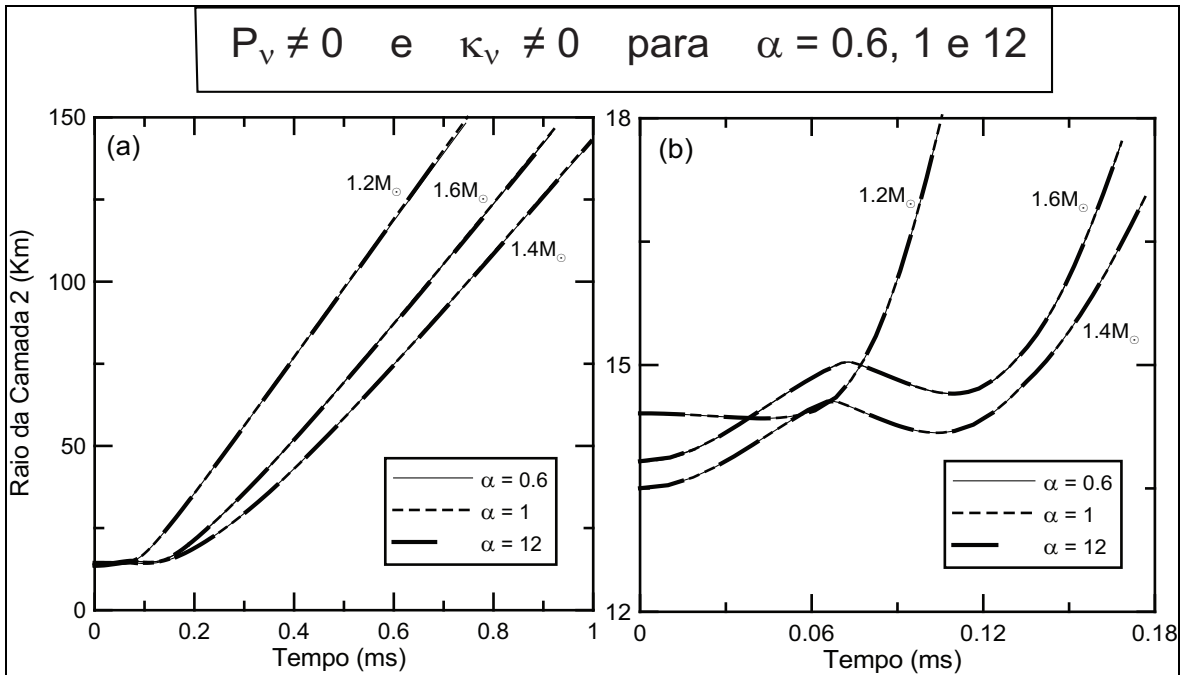 P_ν ≠ 0 e κ_ν ≠ 0 para α = 0.6, 1 e 12
(a)
Raio da Camada 2 (Km)
150
100
50
0
1.2M☉
1.6M☉
1.4M☉
α = 0.6
α = 1
α = 12
0 0.2 0.4 0.6 0.8 1
Tempo (ms)
(b)
18
15
12
1.2M☉
1.6M☉
1.4M☉
α = 0.6
α = 1
α = 12
0 0.06 0.12 0.18
Tempo (ms)